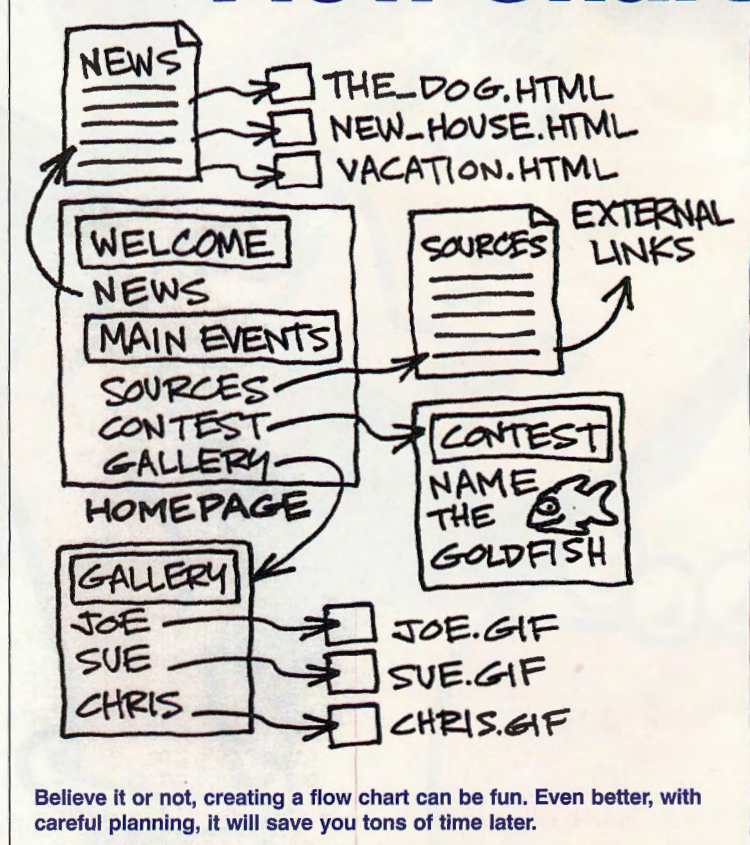 NEWS
THE_DOG.HTML
NEW_HOUSE.HTML
VACATION.HTML
WELCOME
NEWS
MAIN EVENTS
SOURCES
CONTEST
GALLERY
HOMEPAGE
SOURCES
EXTERNAL
LINKS
CONTEST
NAME
THE
GOLDFISH
GALLERY
JOE
SUE
CHRIS
JOE.GIF
SUE.GIF
CHRIS.GIF
Believe it or not, creating a flow chart can be fun. Even better, with
careful planning, it will save you tons of time later.